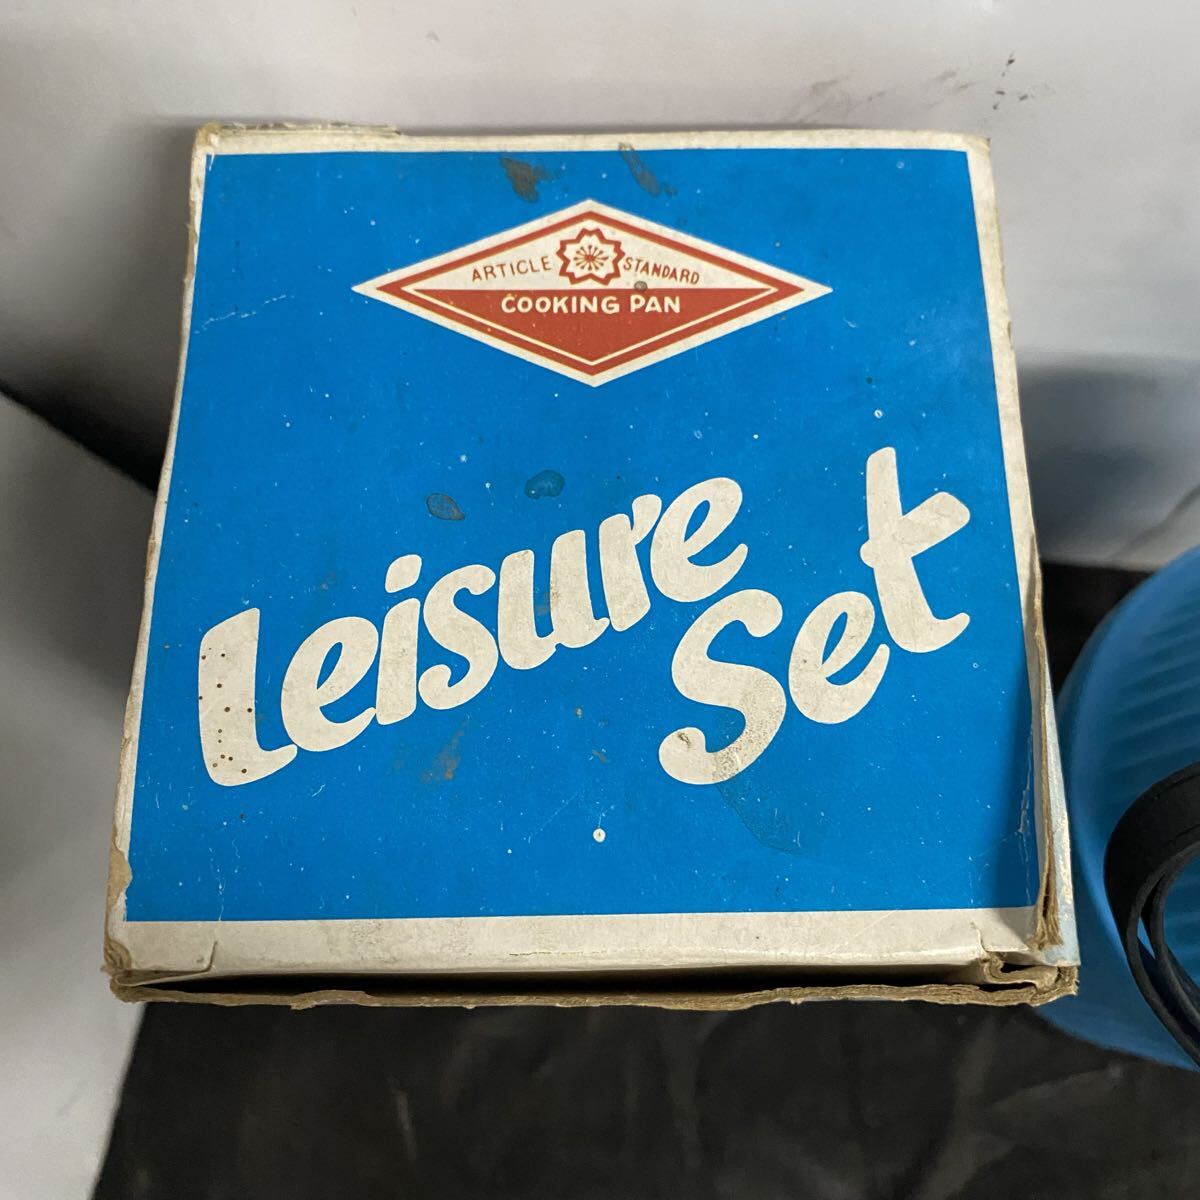 ARTICLE STANDARD
COOKING PAN
Leisure
Set